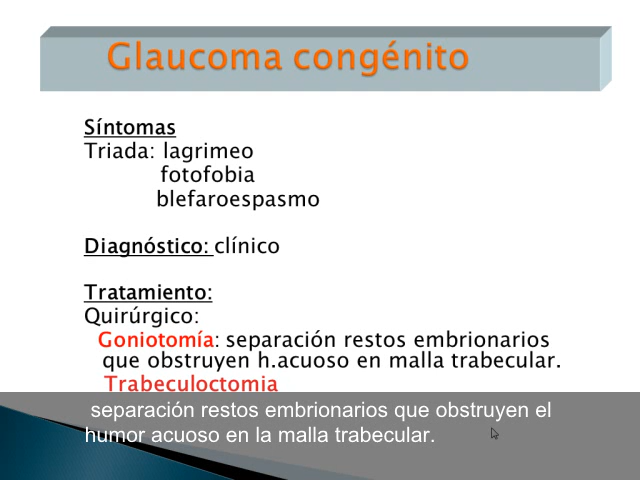 Glaucoma congénito
Síntomas
Triada: lagrimeo
fotofobia
blefaroespasmo
Diagnóstico: clínico
Tratamiento:
Quirúrgico:
Goniotomía: separación restos embrionarios
que obstruyen h.acuoso en malla trabecular.
Trabeculoctomia
separación restos embrionarios que obstruyen el
humor acuoso en la malla trabecular.